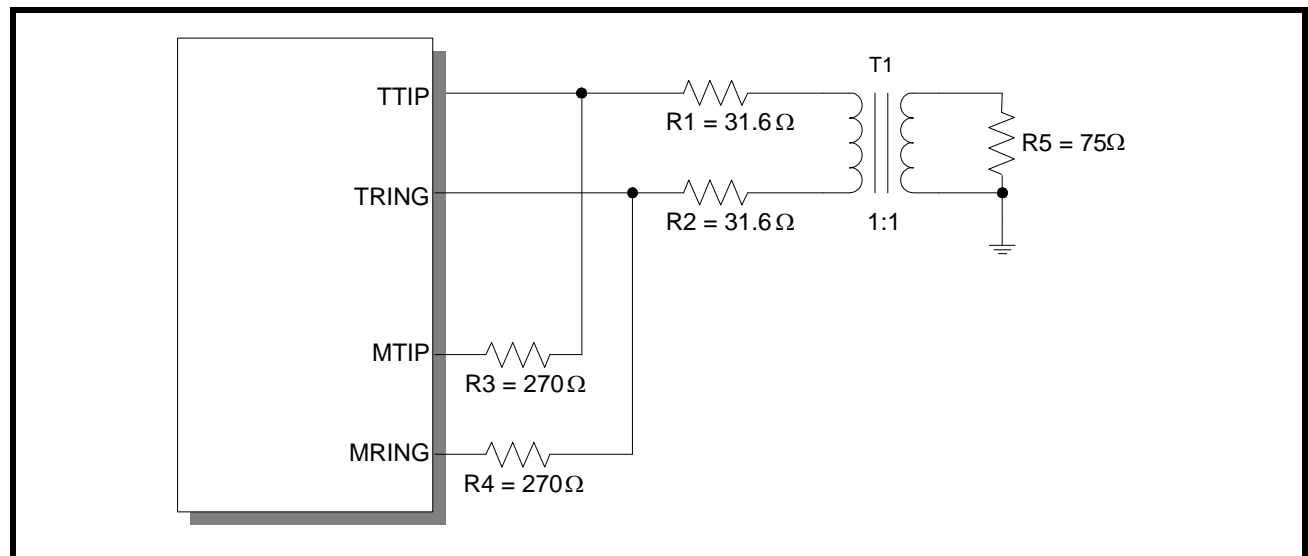 T1
TTIP
R1 = 31.6Ω
R5 = 75Ω
TRING
R2 = 31.6Ω
1:1
MTIP
R3 = 270Ω
MRING
R4 = 270Ω